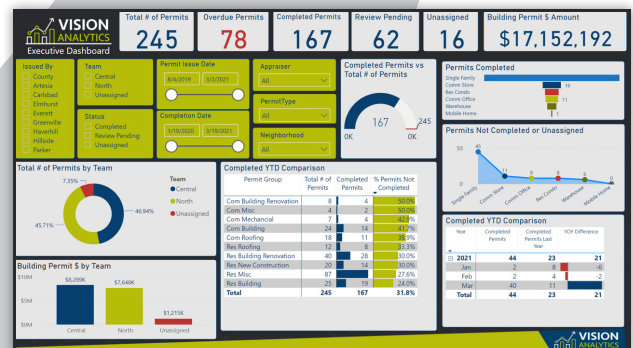 VISION
ANALYTICS
Executive Dashboard
Total # of Permits
245
Overdue Permits
78
Completed Permits
167
Review Pending
62
Unassigned
16
Building Permit $ Amount
$17,152,192
Issued By
County
Artesia
Carlsbad
Elmhurst
Everett
Greenville
Haverhill
Hillside
Parker
Team
Central
North
Unassigned
Status
Completed
Review Pending
Unassigned
Permit Issue Date
8/4/2019 3/2/2021
Completion Date
1/19/2020 3/19/2021
Appraiser
All
PermitType
All
Neighborhood
All
Completed Permits vs
Total # of Permits
167
245
0K 0K
Permits Completed
Single Family
Comm Store 16
Res Condo
Comm Office 11
Warehouse
Mobile Home 1
Permits Not Completed or Unassigned
50
0
45
11
8
8
6
0
Single Family
Comm Store
Comm Office
Res Condo
Warehouse
Mobile Home
Total # of Permits by Team
7.35%
46.94%
45.71%
Team
Central
North
Unassigned
Building Permit $ by Team
$10M
$5M
$0M
$8,289K
$7,648K
$1,215K
Central North Unassigned
Completed YTD Comparison
Permit Group Total # of Permits Completed Permits % Permits Not Completed
Com Building Renovation 8 4 50.0%
Com Misc 4 2 50.0%
Com Mechancial 7 4 42.9%
Com Building 24 14 41.7%
Com Roofing 18 11 38.9%
Res Roofing 12 8 33.3%
Res Building Renovation 40 28 30.0%
Res New Construction 20 14 30.0%
Res Misc 87 27.6%
Res Building 25 19 24.0%
Total 245 167 31.8%
Completed YTD Comparison
Year Completed Permits Completed Permits Last Year YOY Difference
2021 44 23 21
Jan 2 8 -6
Feb 2 4 -2
Mar 40 11
Total 44 23 21
VISION
ANALYTICS